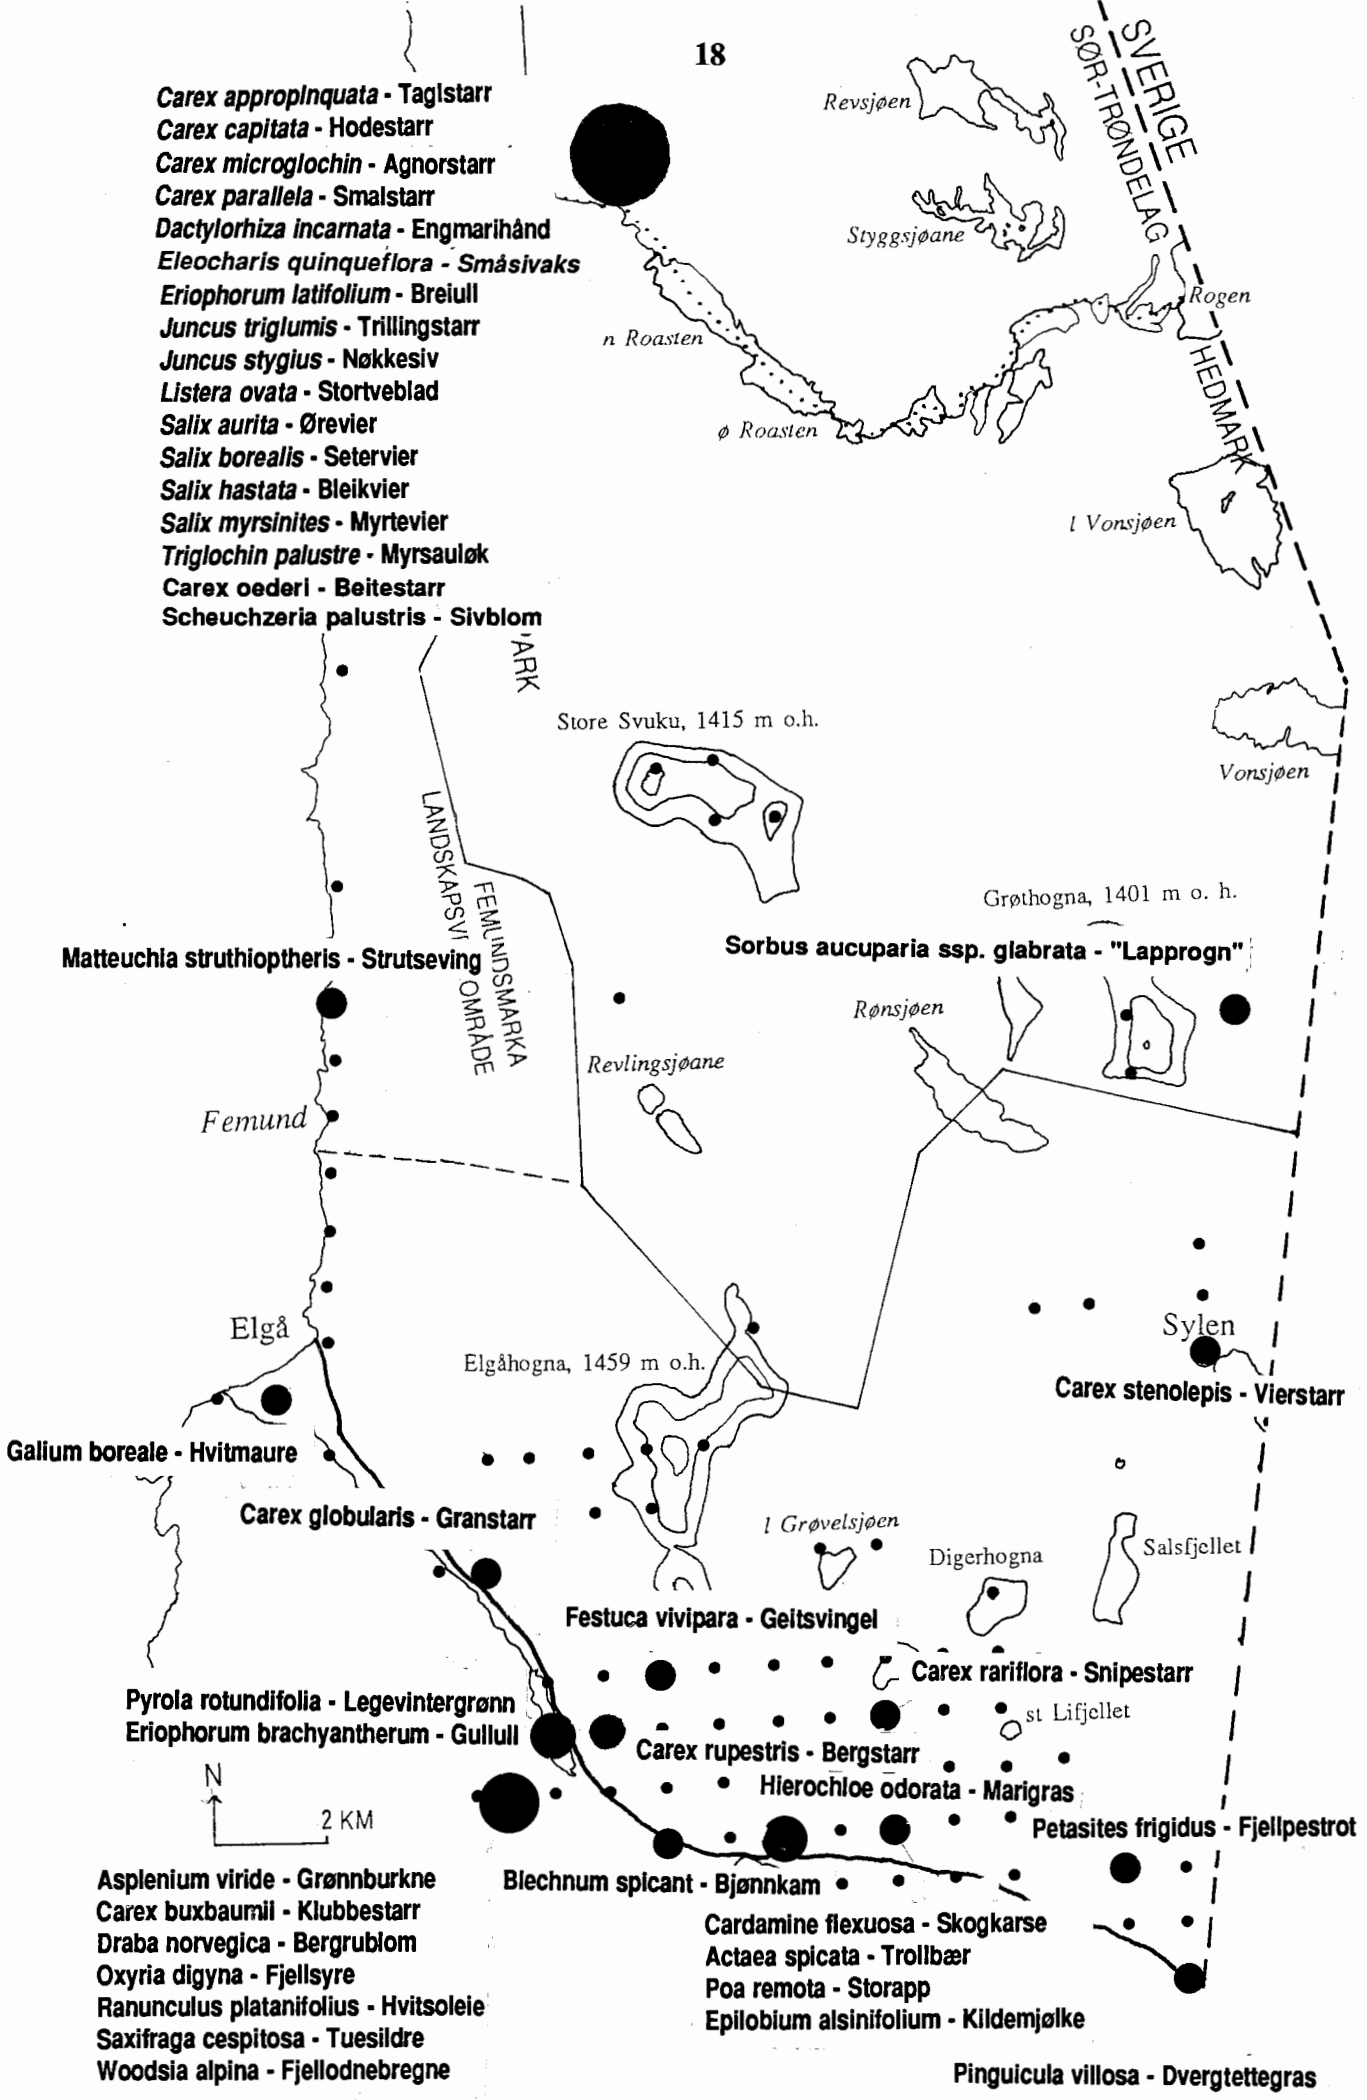 18
Carex appropinquata - Taglstarr
Carex capitata - Hodestarr
Carex microglochin - Agnorstarr
Carex parallela - Smalstarr
Dactylorhiza incarnata - Engmarihånd
Eleocharis quinqueflora - Småsivaks
Eriophorum latifolium - Breiull
Juncus triglumis - Trillingstarr
Juncus stygius - Nøkkesiv
Listera ovata - Stortveblad
Salix aurita - Ørevier
Salix borealis - Setervier
Salix hastata - Bleikvier
Salix myrsinites - Myrtevier
Triglochin palustre - Myrsauløk
Carex oederi - Beitestarr
Scheuchzeria palustris - Sivblom
SVERIGE
SØR-TRØNDELAG
HEDMARK
Revsjøen
Styggsjøane
Rogen
n Roasten
ø Roasten
l Vonsjøen
Vonsjøen
'ARK
Store Svuku, 1415 m o.h.
LANDSKAPSVI OMRÅDE
FEMUNDSMARKA
Grøthogna, 1401 m o. h.
Matteuchia struthioptheris - Strutseving
Sorbus aucuparia ssp. glabrata - "Lapprogn"
Rønsjøen
Revlingsjøane
Femund
Elgå
Elgåhogna, 1459 m o.h.
Sylen
Carex stenolepis - Vierstarr
Galium boreale - Hvitmaure
Carex globularis - Granstarr
l Grøvelsjøen
Digerhogna
Salsfjellet
Festuca vivipara - Geitsvingel
Carex rariflora - Snipestarr
Pyrola rotundifolia - Legevintergrønn
Eriophorum brachyantherum - Gullull
st Lifjellet
Carex rupestris - Bergstarr
Hierochloe odorata - Marigras
N
2 KM
Petasites frigidus - Fjellpestrot
Asplenium viride - Grønnburkne
Carex buxbaumii - Klubbestarr
Draba norvegica - Bergrublom
Oxyria digyna - Fjellsyre
Ranunculus platanifolius - Hvitsoleie
Saxifraga cespitosa - Tuesildre
Woodsia alpina - Fjellodnebregne
Blechnum spicant - Bjønnkam
Cardamine flexuosa - Skogkarse
Actaea spicata - Trollbær
Poa remota - Storapp
Epilobium alsinifolium - Kildemjølke
Pinguicula villosa - Dvergtettegras